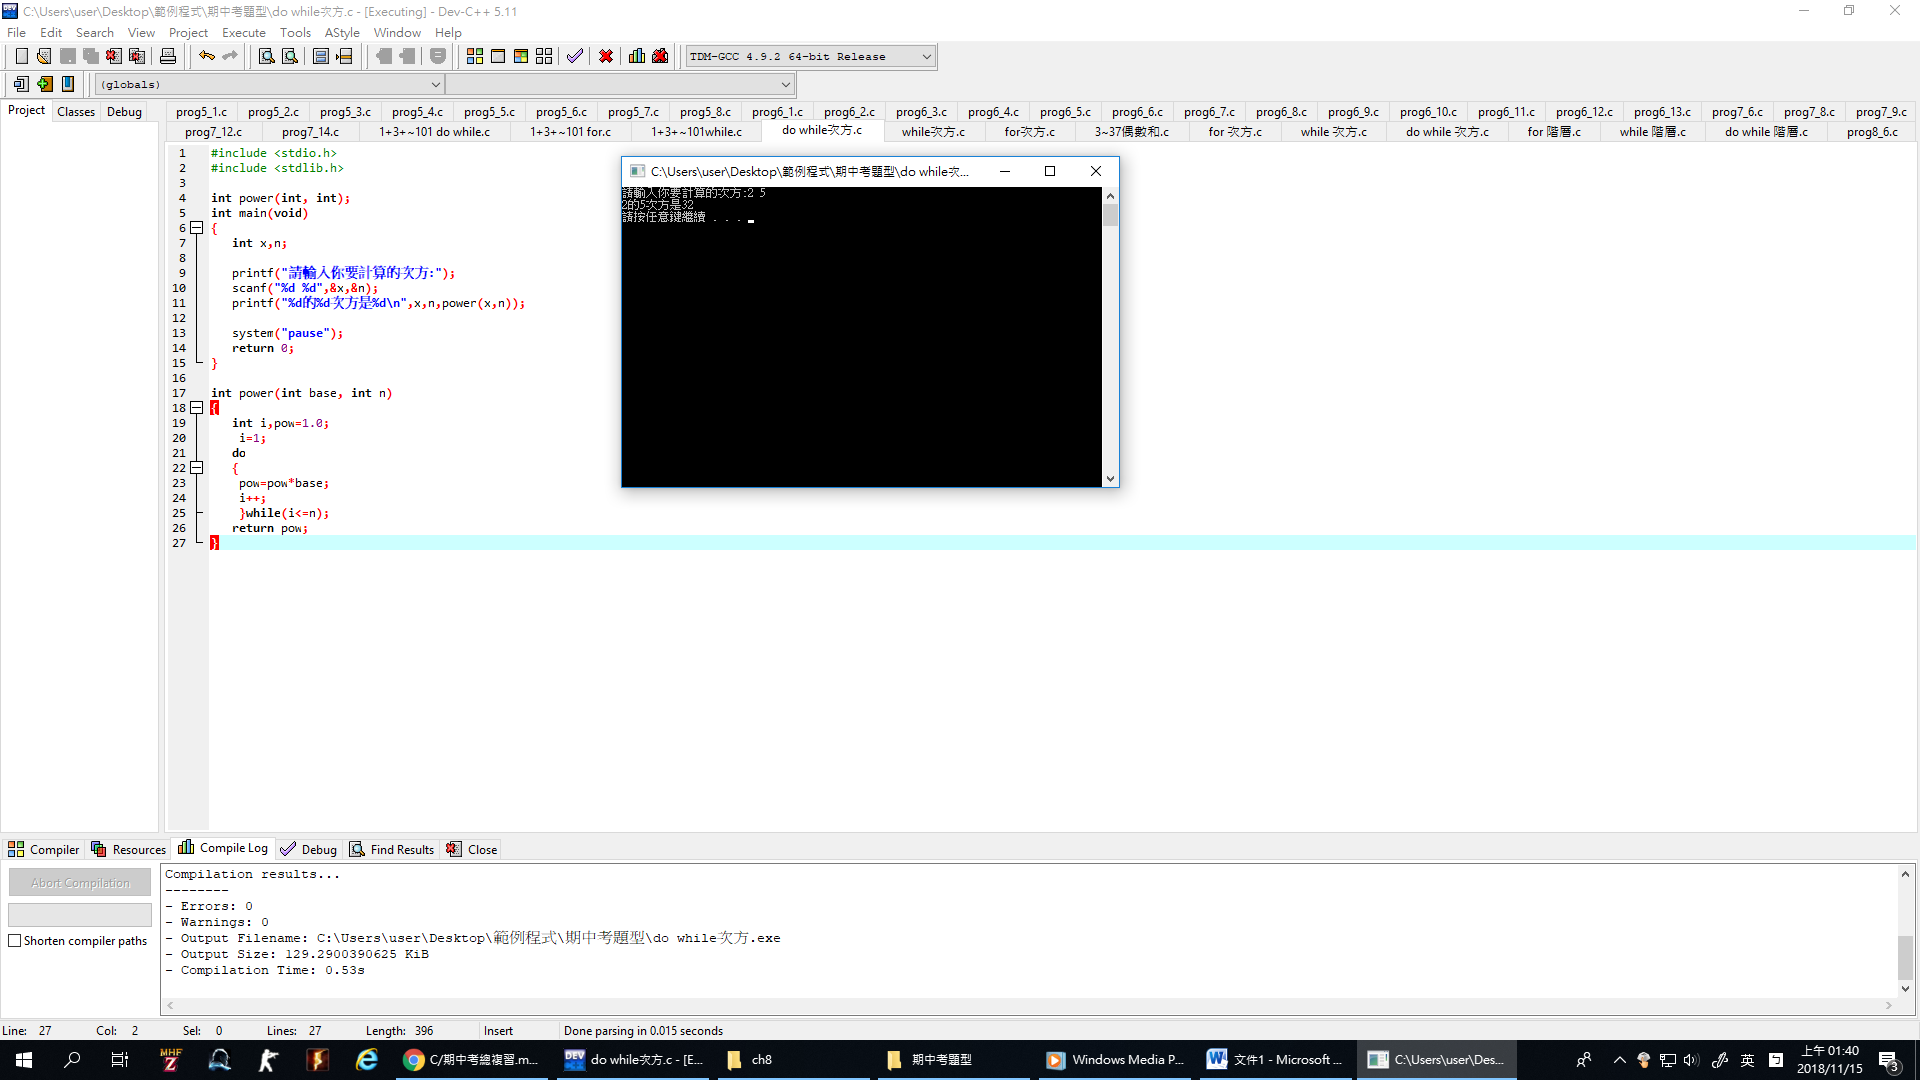 C:\Users\user\Desktop\範例程式\期中考題型\do while次方.c - [Executing] - Dev-C++ 5.11
File Edit Search View Project Execute Tools AStyle Window Help
TDM-GCC 4.9.2 64-bit Release
(globals)
Project Classes Debug
prog5_1.c prog5_2.c prog5_3.c prog5_4.c prog5_5.c prog5_6.c prog5_7.c prog5_8.c prog6_1.c prog6_2.c prog6_3.c prog6_4.c prog6_5.c prog6_6.c prog6_7.c prog6_8.c prog6_9.c prog6_10.c prog6_11.c prog6_12.c prog6_13.c prog7_6.c prog7_8.c prog7_9.c
prog7_12.c prog7_14.c 1+3+~101 do while.c 1+3+~101 for.c 1+3+~101while.c do while次方.c while次方.c for次方.c 3~37偶數和.c for 次方.c while 次方.c do while 次方.c for 階層.c while 階層.c do while 階層.c prog8_6.c
1 #include <stdio.h>
2 #include <stdlib.h>
3
4 int power(int, int);
5 int main(void)
6 {
7 int x,n;
8
9 printf("請輸入你要計算的次方:");
10 scanf("%d %d",&x,&n);
11 printf("%d的%d次方是%d\n",x,n,power(x,n));
12
13 system("pause");
14 return 0;
15 }
16
17 int power(int base, int n)
18 {
19 int i,pow=1.0;
20 i=1;
21 do
22 {
23 pow=pow*base;
24 i++;
25 }while(i<=n);
26 return pow;
27 }
C:\Users\user\Desktop\範例程式\期中考題型\do while次...
請輸入你要計算的次方:2 5
2的5次方是32
請按任意鍵繼續 . . .
Compiler Resources Compile Log Debug Find Results Close
Abort Compilation
Shorten compiler paths
Compilation results...
--------
- Errors: 0
- Warnings: 0
- Output Filename: C:\Users\user\Desktop\範例程式\期中考題型\do while次方.exe
- Output Size: 129.2900390625 KiB
- Compilation Time: 0.53s
Line: 27 Col: 2 Sel: 0 Lines: 27 Length: 396 Insert Done parsing in 0.015 seconds
MHF Z
C/期中考總複習.m...
DEV do while次方.c - [E...
ch8
期中考題型
Windows Media P...
文件1 - Microsoft ...
C:\Users\user\Des...
英
上午 01:40
2018/11/15
3